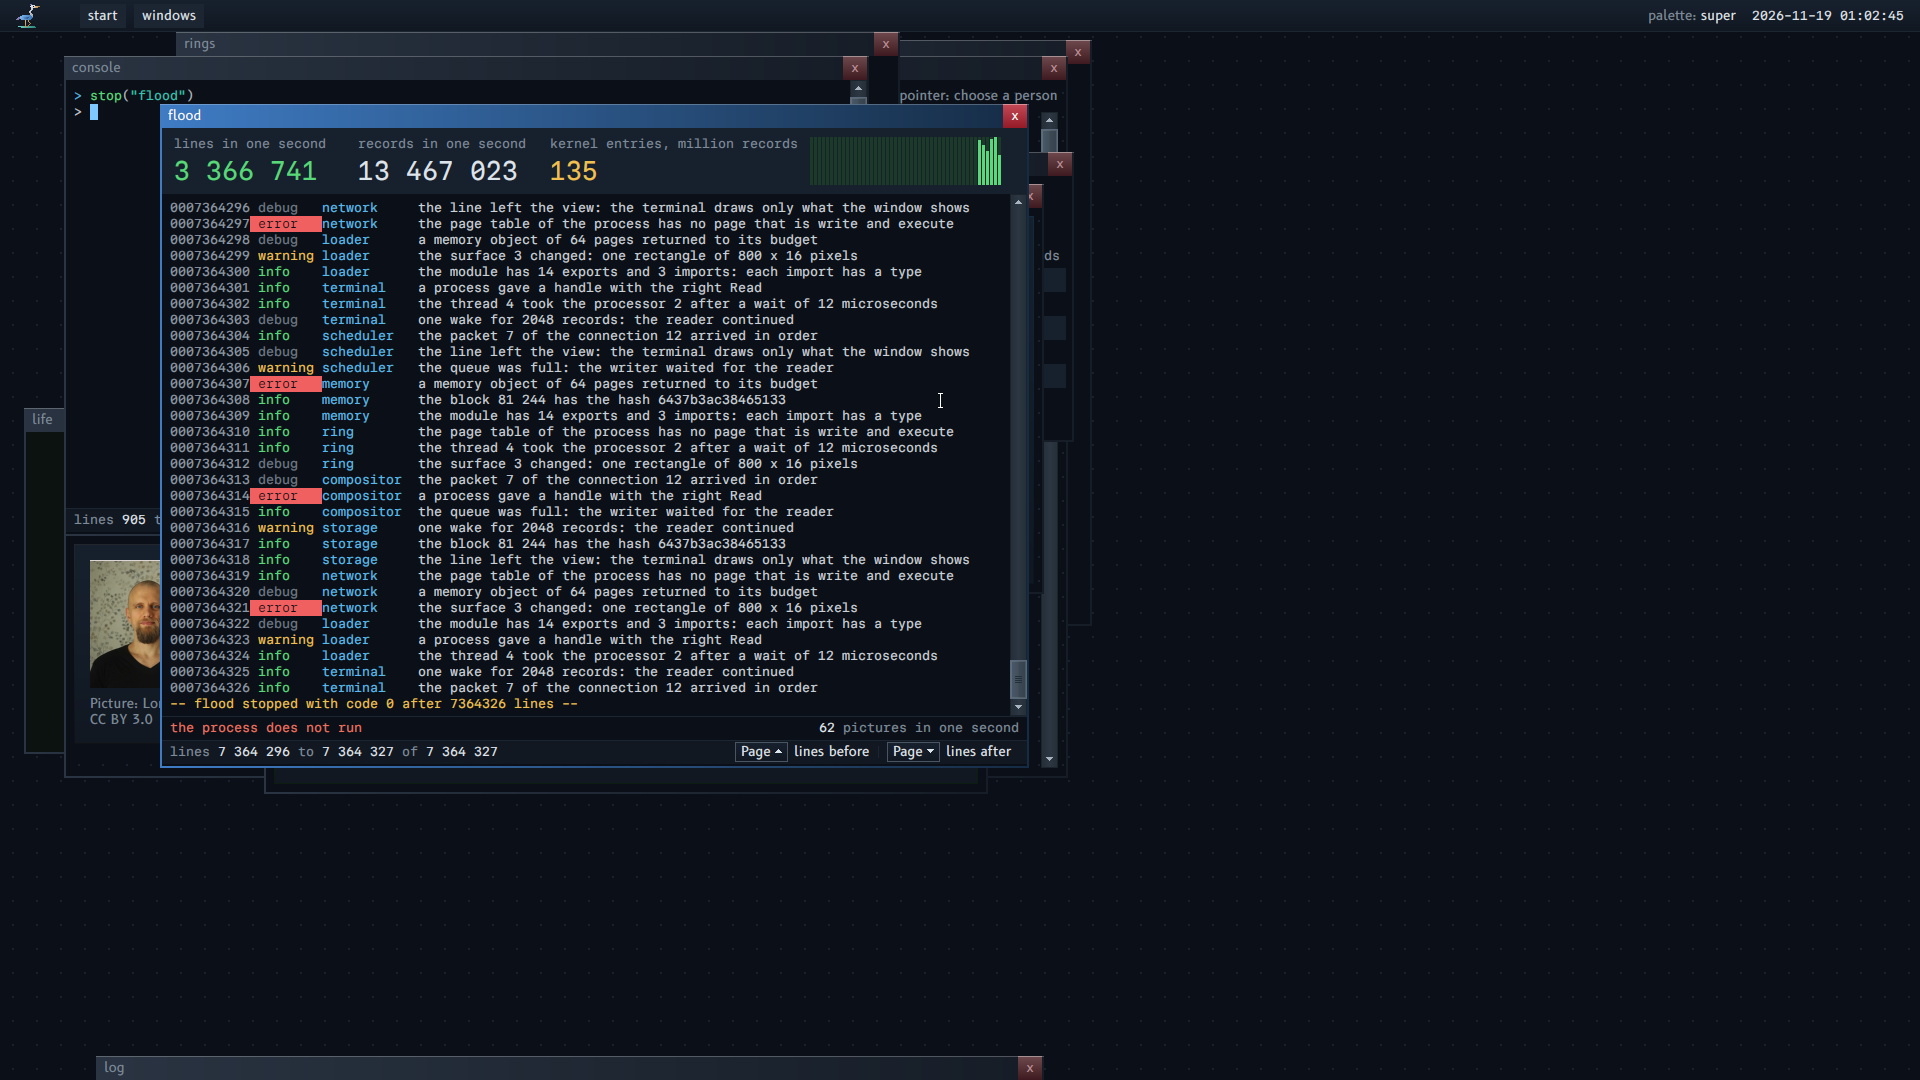 start windows palette: super 2026-11-19 01:02:45
rings x
x
console x
x
> stop("flood")
pointer: choose a person
>
flood x
lines in one second records in one second kernel entries, million records
3 366 741 13 467 023 135
x
x
0007364296 debug network the line left the view: the terminal draws only what the window shows
0007364297 error network the page table of the process has no page that is write and execute
0007364298 debug loader a memory object of 64 pages returned to its budget
0007364299 warning loader the surface 3 changed: one rectangle of 800 x 16 pixels
ds
0007364300 info loader the module has 14 exports and 3 imports: each import has a type
0007364301 info terminal a process gave a handle with the right Read
0007364302 info terminal the thread 4 took the processor 2 after a wait of 12 microseconds
0007364303 debug terminal one wake for 2048 records: the reader continued
0007364304 info scheduler the packet 7 of the connection 12 arrived in order
0007364305 debug scheduler the line left the view: the terminal draws only what the window shows
0007364306 warning scheduler the queue was full: the writer waited for the reader
0007364307 error memory a memory object of 64 pages returned to its budget
0007364308 info memory the block 81 244 has the hash 6437b3ac38465133
0007364309 info memory the module has 14 exports and 3 imports: each import has a type
0007364310 info ring the page table of the process has no page that is write and execute
0007364311 info ring the thread 4 took the processor 2 after a wait of 12 microseconds
0007364312 debug ring the surface 3 changed: one rectangle of 800 x 16 pixels
0007364313 debug compositor the packet 7 of the connection 12 arrived in order
0007364314 error compositor a process gave a handle with the right Read
0007364315 info compositor the queue was full: the writer waited for the reader
0007364316 warning storage one wake for 2048 records: the reader continued
0007364317 info storage the block 81 244 has the hash 6437b3ac38465133
0007364318 info storage the line left the view: the terminal draws only what the window shows
0007364319 info network the page table of the process has no page that is write and execute
0007364320 debug network a memory object of 64 pages returned to its budget
0007364321 error network the surface 3 changed: one rectangle of 800 x 16 pixels
0007364322 debug loader the module has 14 exports and 3 imports: each import has a type
0007364323 warning loader a process gave a handle with the right Read
0007364324 info loader the thread 4 took the processor 2 after a wait of 12 microseconds
0007364325 info terminal one wake for 2048 records: the reader continued
0007364326 info terminal the packet 7 of the connection 12 arrived in order
-- flood stopped with code 0 after 7364326 lines --
the process does not run 62 pictures in one second
lines 7 364 296 to 7 364 327 of 7 364 327 Page lines before Page lines after
life
lines 905 t
Picture: Lor
CC BY 3.0
log x